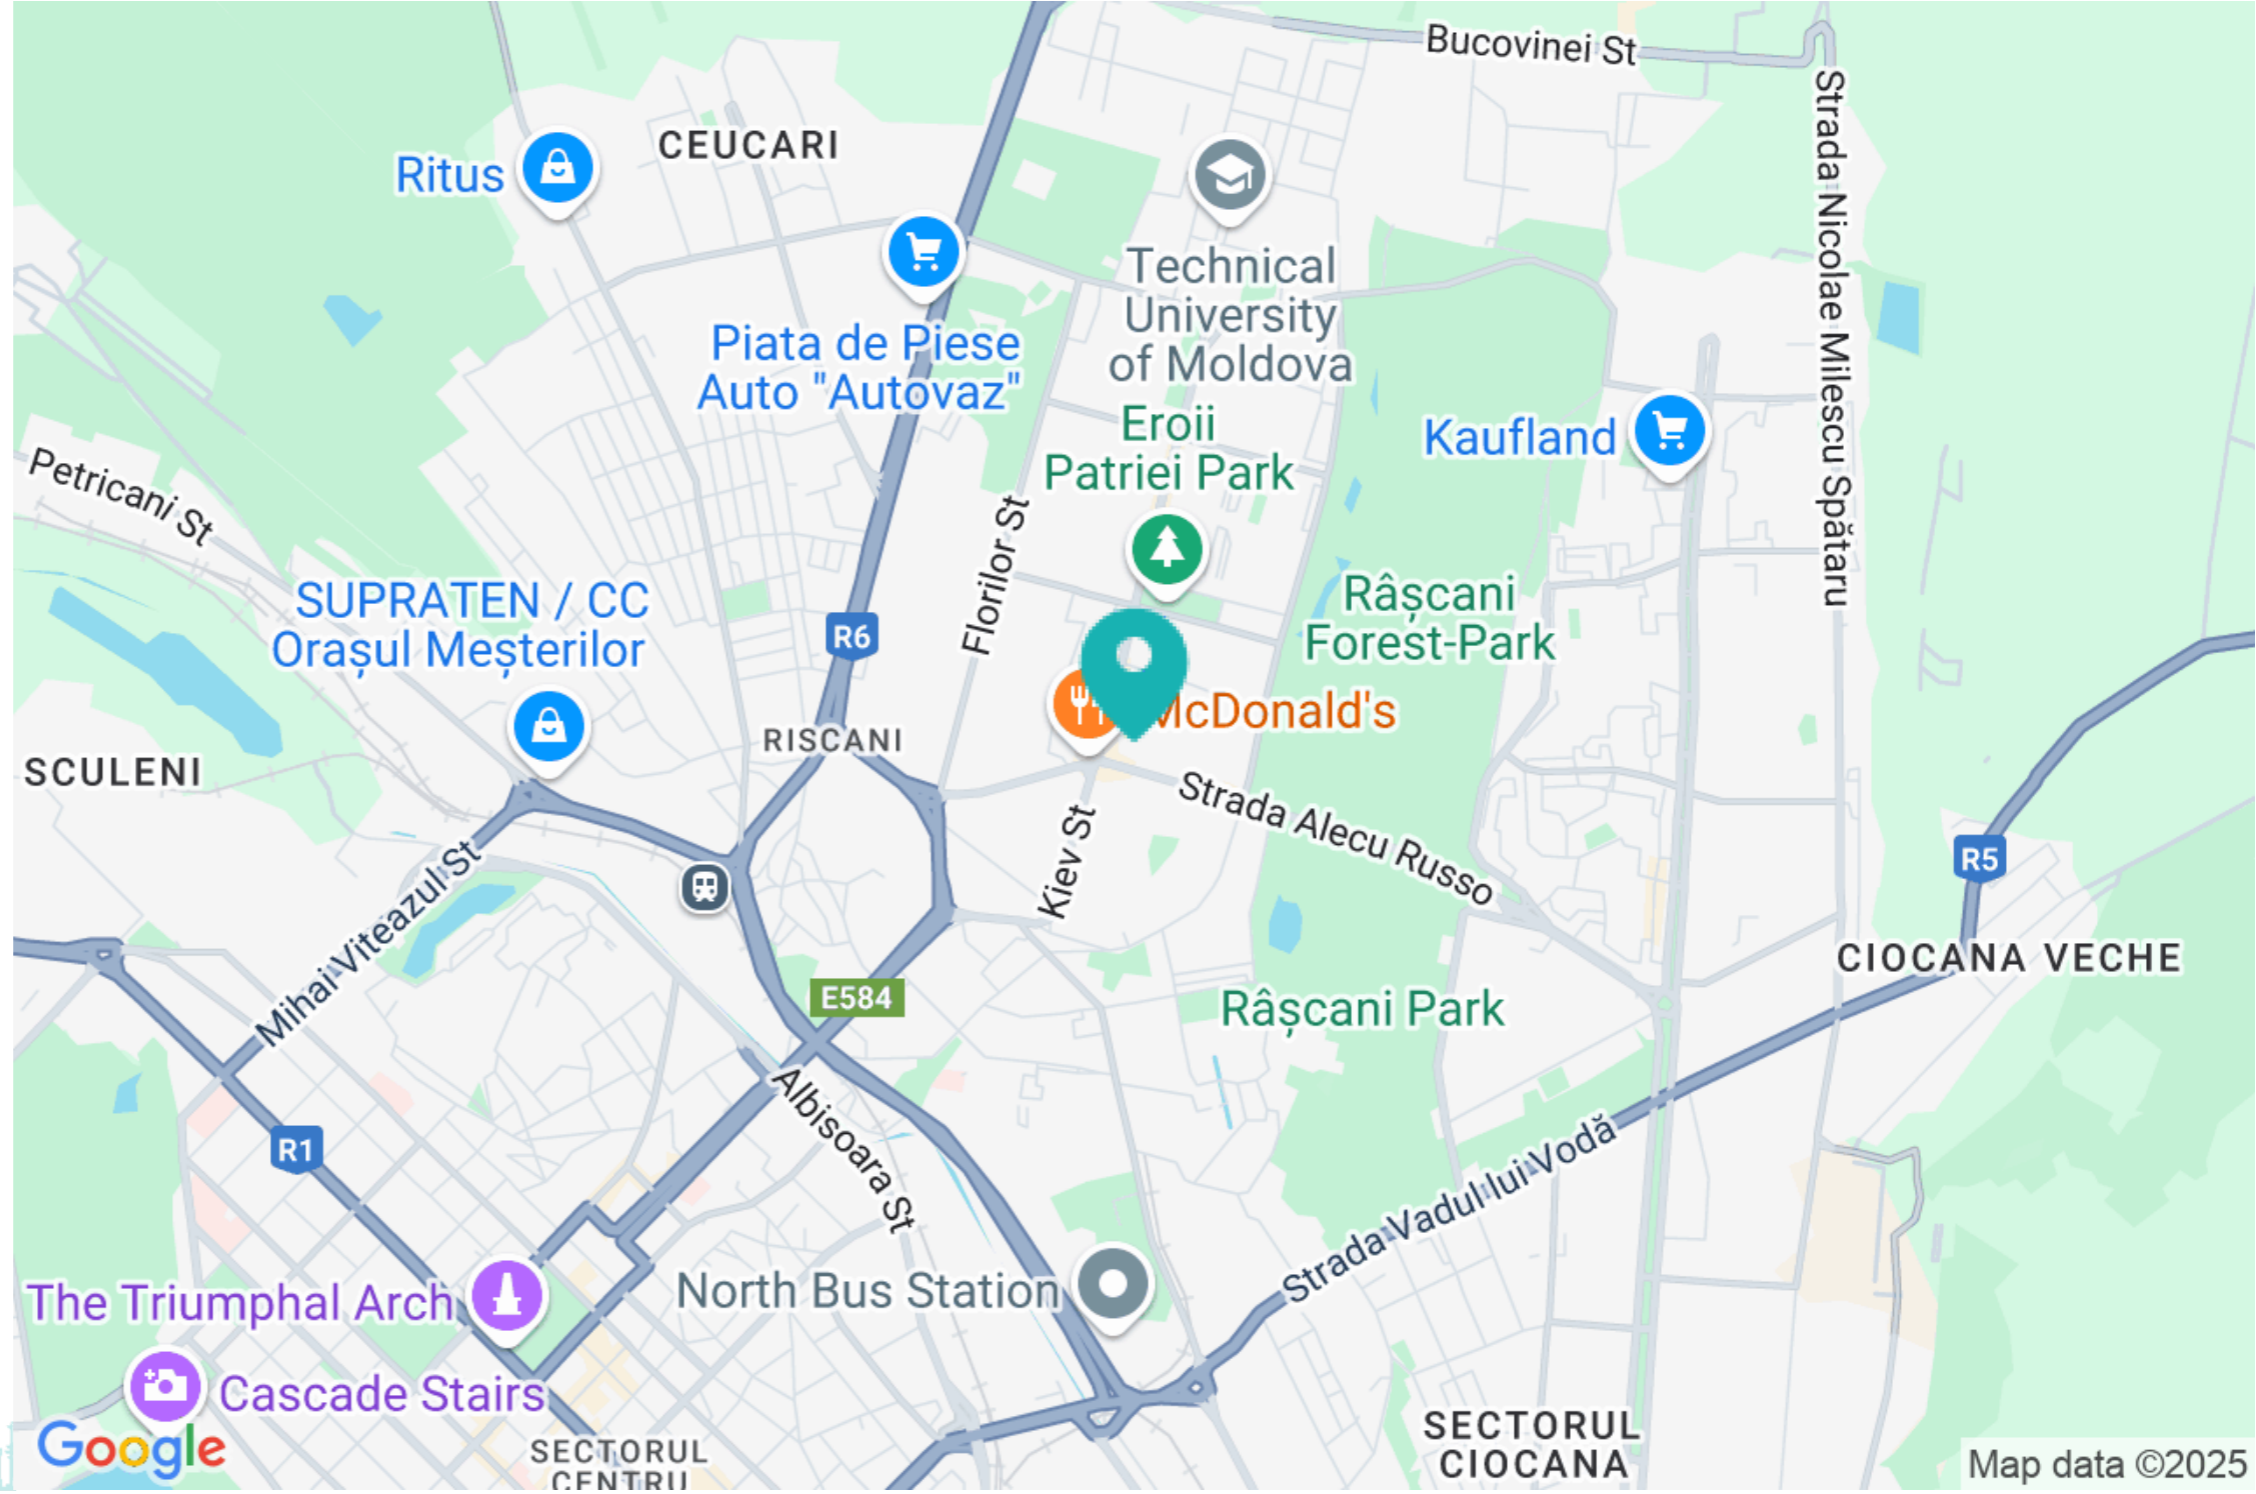 Bucovinei St
Strada Nicolae Milescu Spătaru
CEUCARI
Ritus
Technical
University
of Moldova
Piata de Piese
Auto "Autovaz"
Eroii
Patriei Park
Kaufland
Petricani St
Florilor St
SUPRATEN / CC
Orașul Meșterilor
R6
Râșcani
Forest-Park
McDonald's
RISCANI
SCULENI
Strada Alecu Russo
Kiev St
Mihai Viteazul St
R5
CIOCANA VECHE
E584
Râșcani Park
Albisoara St
R1
Strada Vadul lui Vodă
North Bus Station
The Triumphal Arch
Cascade Stairs
Google
SECTORUL
CENTRU
SECTORUL
CIOCANA
Map data ©2025